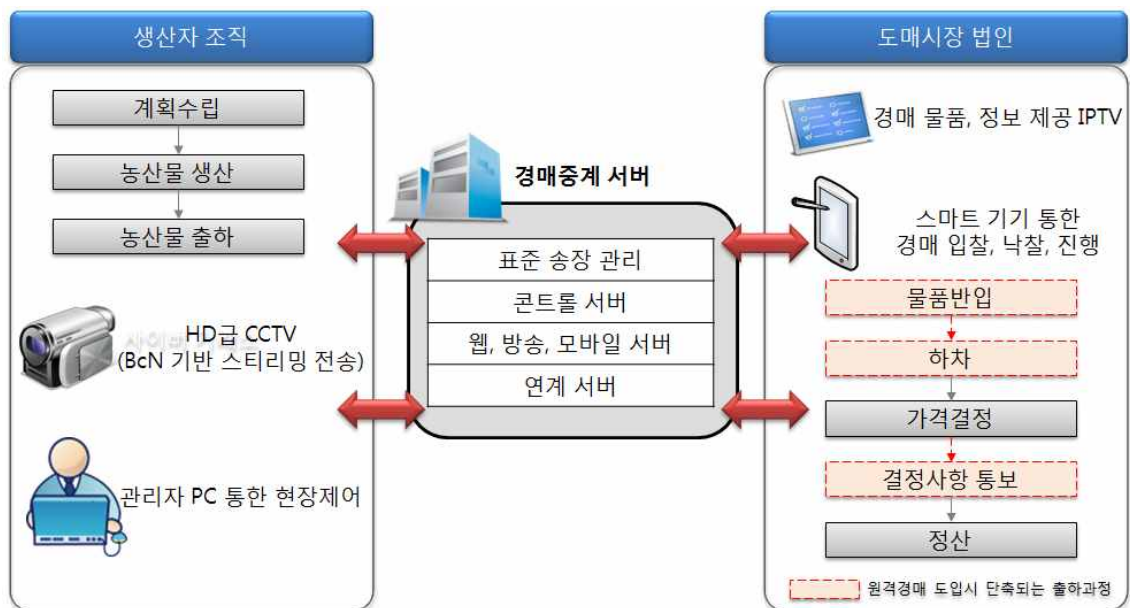 생산자 조직
계획수립
농산물 생산
농산물 출하
HD급 CCTV
(BcN 기반 스티리밍 전송)
관리자 PC 통한 현장제어
경매중계 서버
표준 송장 관리
콘트롤 서버
웹, 방송, 모바일 서버
연계 서버
도매시장 법인
경매 물품, 정보 제공 IPTV
스마트 기기 통한
경매 입찰, 낙찰, 진행
물품반입
하차
가격결정
결정사항 통보
정산
원격경매 도입시 단축되는 출하과정